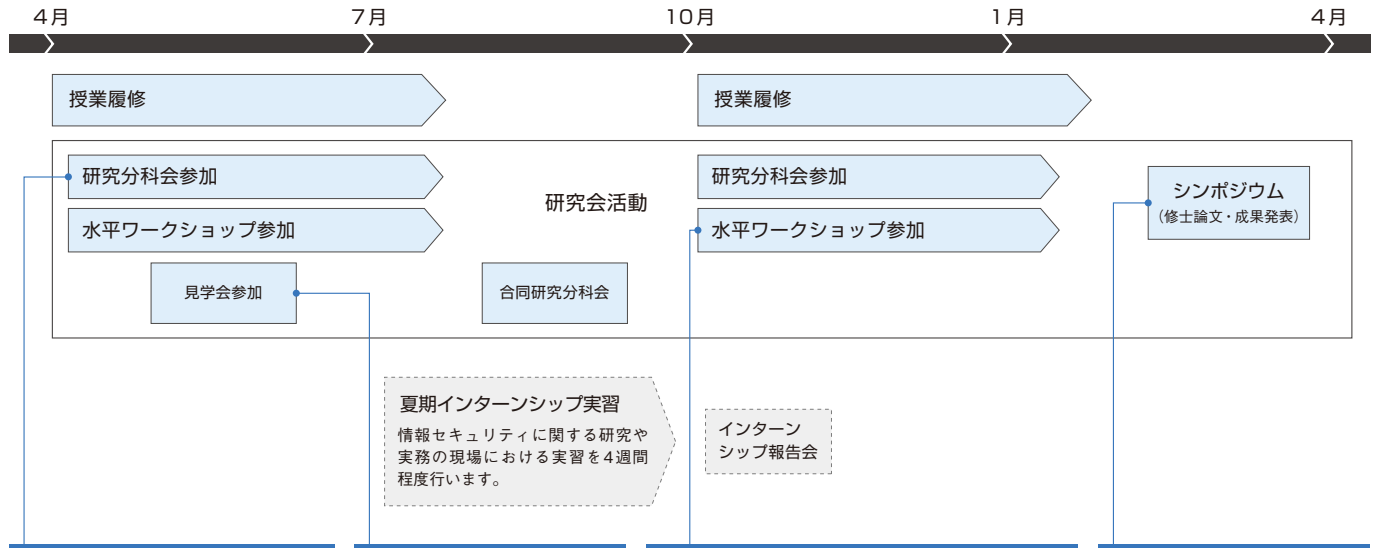 4月 7月 10月 1月 4月
授業履修 授業履修
研究分科会参加 研究分科会参加
シンポジウム
(修士論文・成果発表)
研究会活動
水平ワークショップ参加 水平ワークショップ参加
見学会参加 合同研究分科会
夏期インターンシップ実習
情報セキュリティに関する研究や
実務の現場における実習を4週間
程度行います。
インターン
シップ報告会